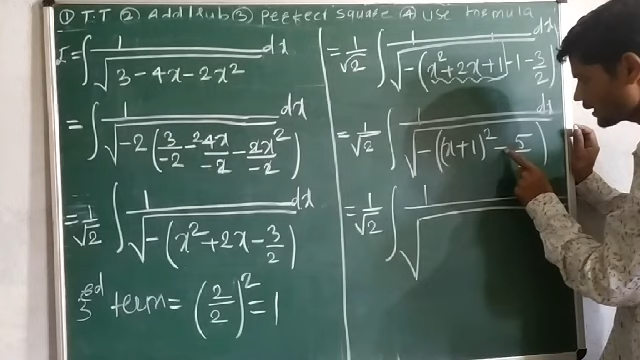 ① T.T ② Add/sub ③ Perfect square ④ use formula
I = ∫ 1/√(3 - 4x - 2x²) dx
= ∫ 1/√(-2(3/-2 - 4x/-2 - 2x²/-2)) dx
= 1/√2 ∫ 1/√(-(x² + 2x - 3/2)) dx
3rd term = (2/2)² = 1
= 1/√2 ∫ 1/√(-(x² + 2x + 1 - 1 - 3/2)) dx
= 1/√2 ∫ 1/√(-((x + 1)² - 5)) dx
= 1/√2 ∫ 1/√